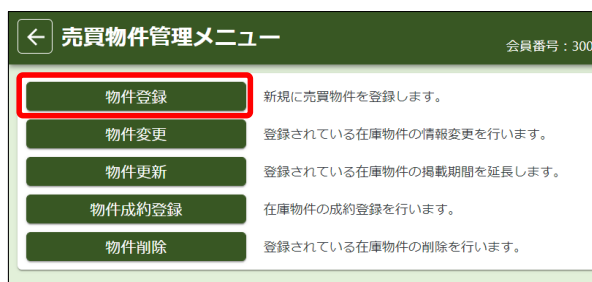 売買物件管理メニュー
会員番号：300
物件登録 新規に売買物件を登録します。
物件変更 登録されている在庫物件の情報変更を行います。
物件更新 登録されている在庫物件の掲載期間を延長します。
物件成約登録 在庫物件の成約登録を行います。
物件削除 登録されている在庫物件の削除を行います。